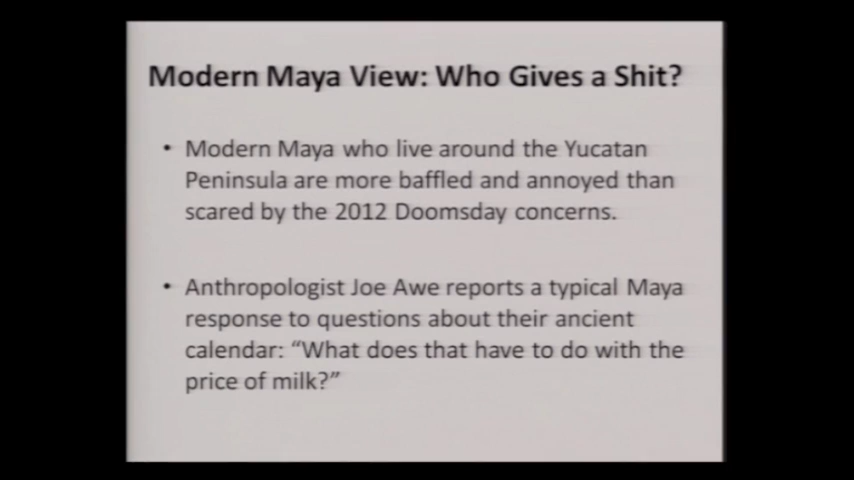 Modern Maya View: Who Gives a Shit?
• Modern Maya who live around the Yucatan
Peninsula are more baffled and annoyed than
scared by the 2012 Doomsday concerns.
• Anthropologist Joe Awe reports a typical Maya
response to questions about their ancient
calendar: “What does that have to do with the
price of milk?”